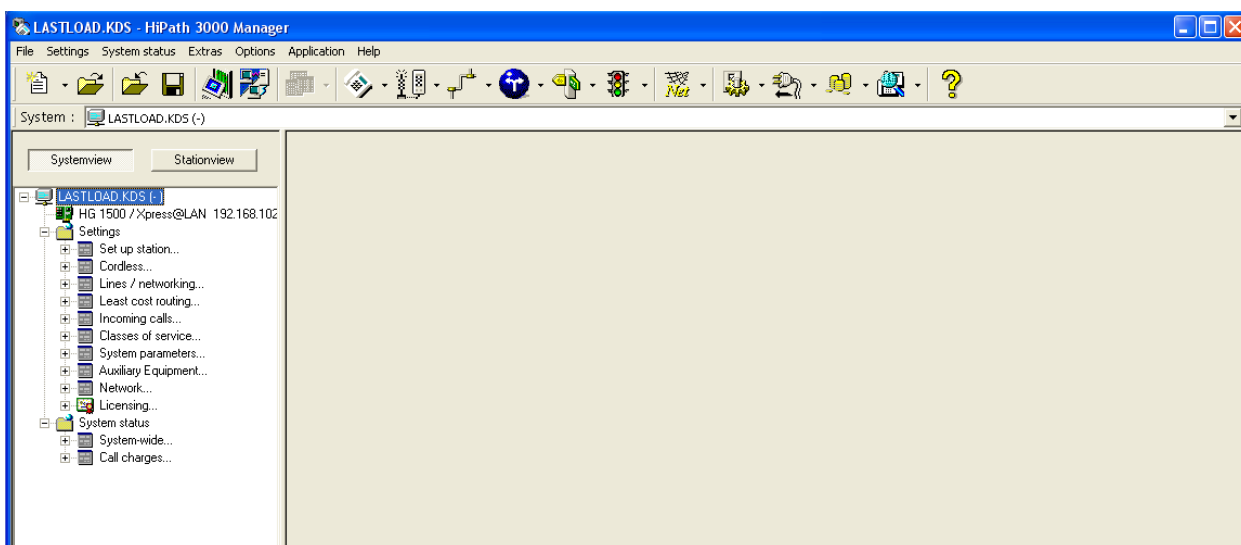 LASTLOAD.KDS - HiPath 3000 Manager
File Settings System status Extras Options Application Help
Net
System : LASTLOAD.KDS (-)
Systemview Stationview
LASTLOAD.KDS (-)
HG 1500 / Xpress@LAN 192.168.102
Settings
Set up station...
Cordless...
Lines / networking...
Least cost routing...
Incoming calls...
Classes of service...
System parameters...
Auxiliary Equipment...
Network...
Licensing...
System status
System-wide...
Call charges...